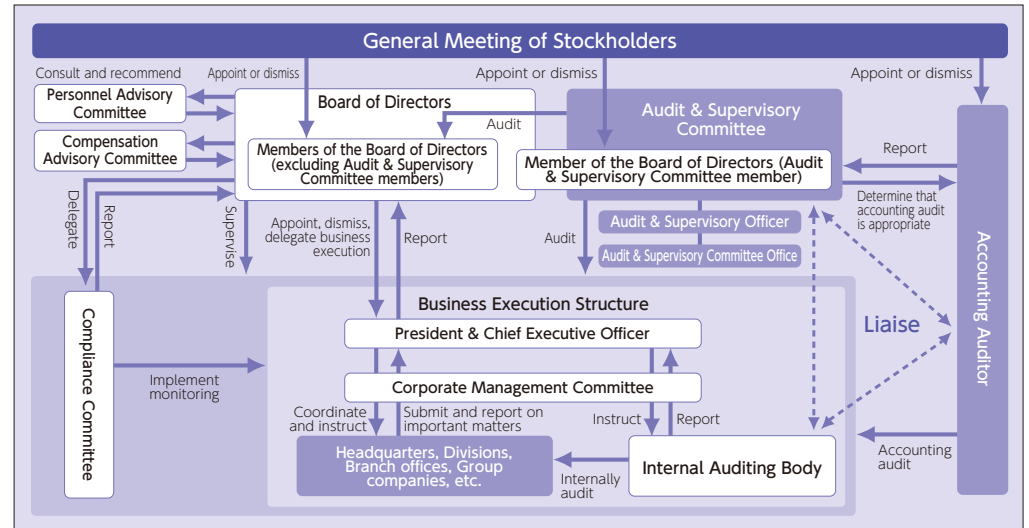 General Meeting of Stockholders
Consult and recommend
Appoint or dismiss
Appoint or dismiss
Appoint or dismiss
Personnel Advisory
Committee
Compensation
Advisory Committee
Board of Directors
Members of the Board of Directors
(excluding Audit & Supervisory
Committee members)
Audit
Audit & Supervisory
Committee
Member of the Board of Directors (Audit
& Supervisory Committee member)
Audit & Supervisory Officer
Audit & Supervisory Committee Office
Report
Determine that
accounting audit
is appropriate
Accounting Auditor
Delegate
Report
Supervise
Appoint, dismiss,
delegate business
execution
Report
Audit
Liaise
Compliance Committee
Implement
monitoring
Business Execution Structure
President & Chief Executive Officer
Corporate Management Committee
Coordinate
and instruct
Submit and report on
important matters
Instruct
Report
Headquarters, Divisions,
Branch offices, Group
companies, etc.
Internally
audit
Internal Auditing Body
Accounting
audit